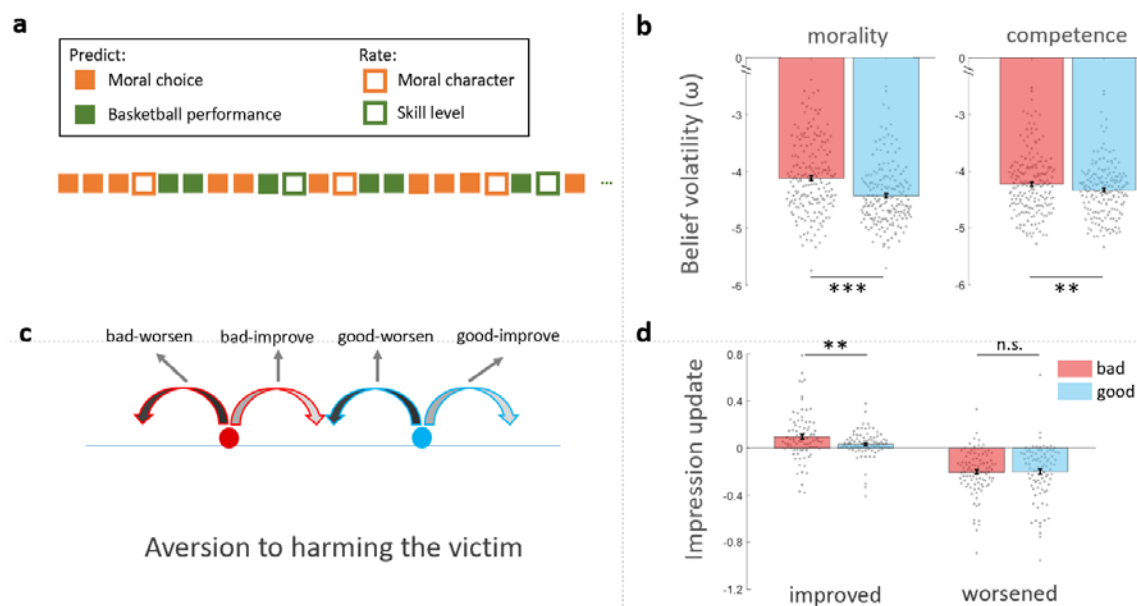 a
Predict:
Rate:
Moral choice
Moral character
Basketball performance
Skill level
...
b
morality
competence
Belief volatility (ω)
0
-3
-4
-5
-6
0
-3
-4
-5
-6
***
**
c
bad-worsen
bad-improve
good-worsen
good-improve
Aversion to harming the victim
d
**
n.s.
bad
good
Impression update
0.8
0.4
0
-0.4
-0.8
-1.2
improved
worsened